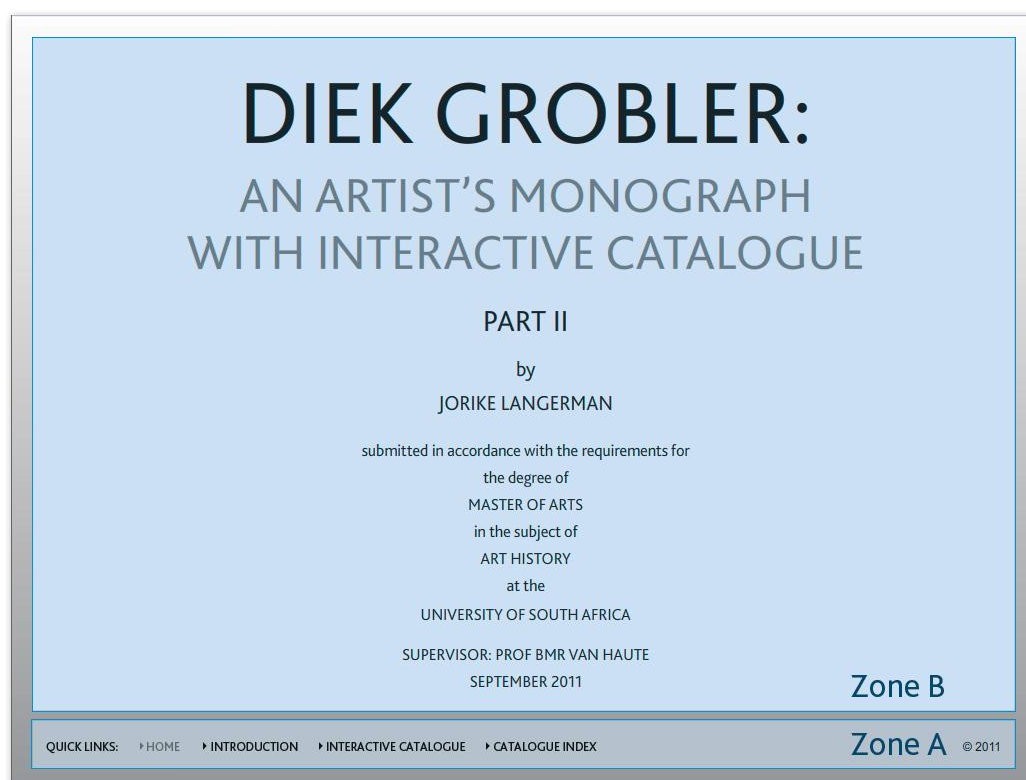 DIEK GROBLER:
AN ARTIST’S MONOGRAPH
WITH INTERACTIVE CATALOGUE
PART II
by
JORIKE LANGERMAN
submitted in accordance with the requirements for
the degree of
MASTER OF ARTS
in the subject of
ART HISTORY
at the
UNIVERSITY OF SOUTH AFRICA
SUPERVISOR: PROF BMR VAN HAUTE
SEPTEMBER 2011
Zone B
QUICK LINKS: HOME INTRODUCTION INTERACTIVE CATALOGUE CATALOGUE INDEX Zone A © 2011